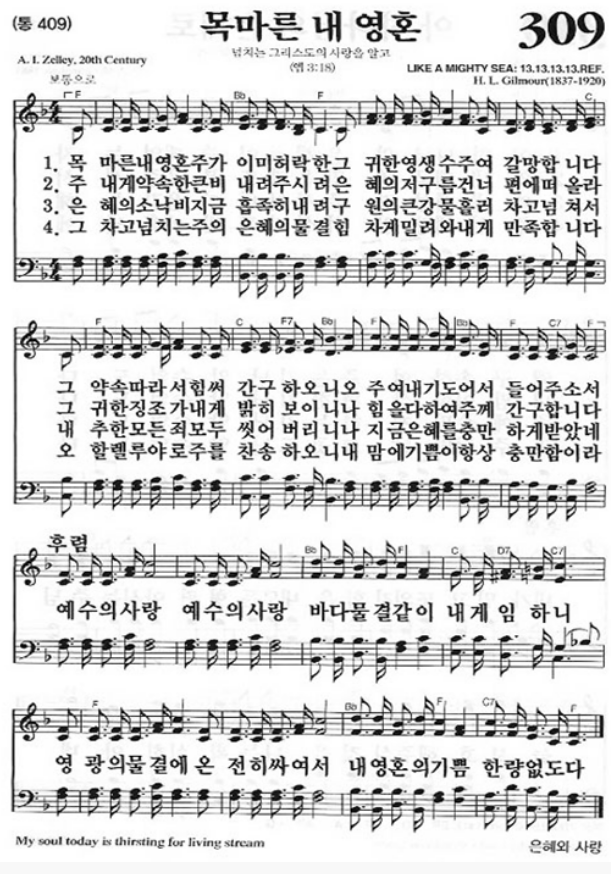 (통 409)
목마른 내 영혼
309
넘치는 그리스도의 사랑을 알고
(엡 3:18)
A. I. Zelley, 20th Century
보통으로
LIKE A MIGHTY SEA: 13.13.13.13.REF.
H. L. Gilmour(1837-1920)
F Bb F C
1. 목 마른내영혼주가 이미허락한그 귀한영생수주여 갈망합 니다
2. 주 내게약속한큰비 내려주시려은 혜의저구름건너 편에떠 올라
3. 은 혜의소낙비지금 흡족히내려구 원의큰강물흘러 차고넘 쳐서
4. 그 차고넘치는주의 은혜의물결힘 차게밀려와내게 만족합 니다
F C F7 Bb F Bb F C7 F
그 약속따라서힘써 간구 하오니오 주여내기도어서 들어주소서
그 귀한징조가내게 밝히 보이니나 힘을다하여주께 간구합니다
내 추한모든죄모두 씻어 버리니나 지금은혜를충만 하게받았네
오 할렐루야로주를 찬송 하오니내 맘에기쁨이항상 충만함이라
후렴
Bb F C D7 C7
예수의사랑 예수의사랑 바다물결같이 내게임 하니
F Bb F C7 F
영 광의물결에온 전히싸여서 내영혼의기쁨 한량없도다
My soul today is thirsting for living stream
은혜와 사랑